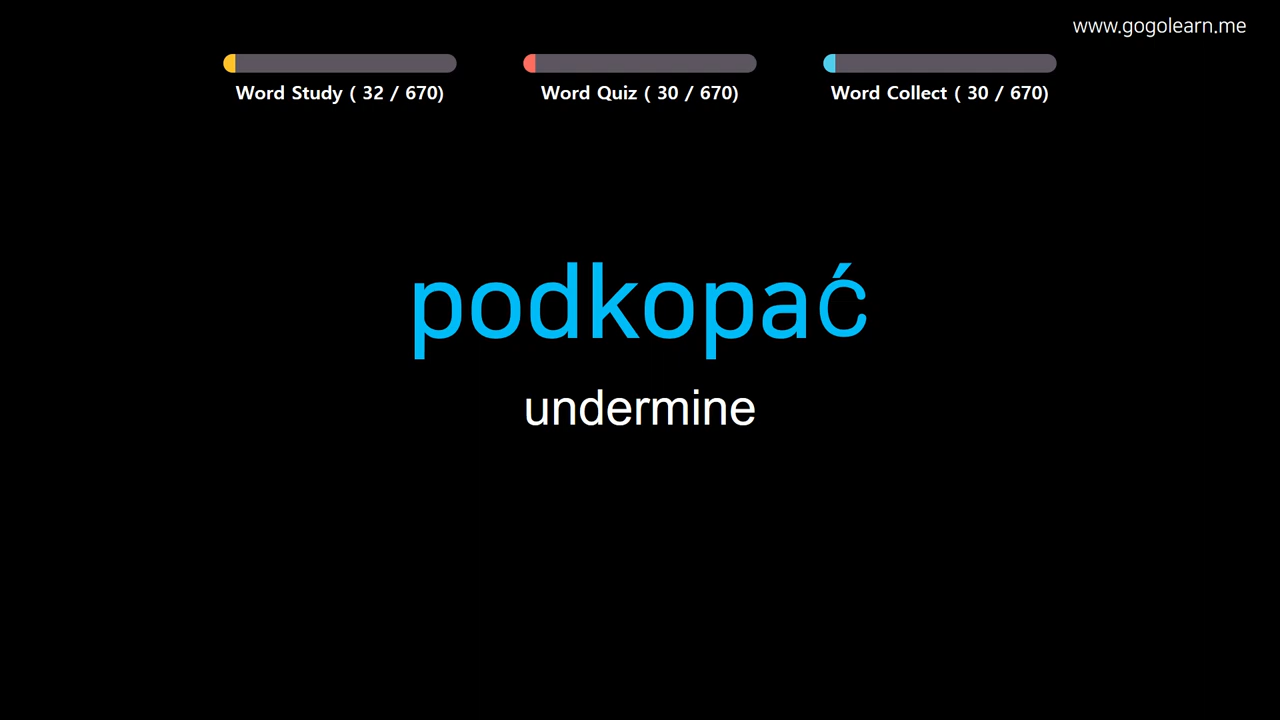 www.gogolearn.me
Word Study ( 32 / 670)
Word Quiz ( 30 / 670)
Word Collect ( 30 / 670)
podkopać
undermine